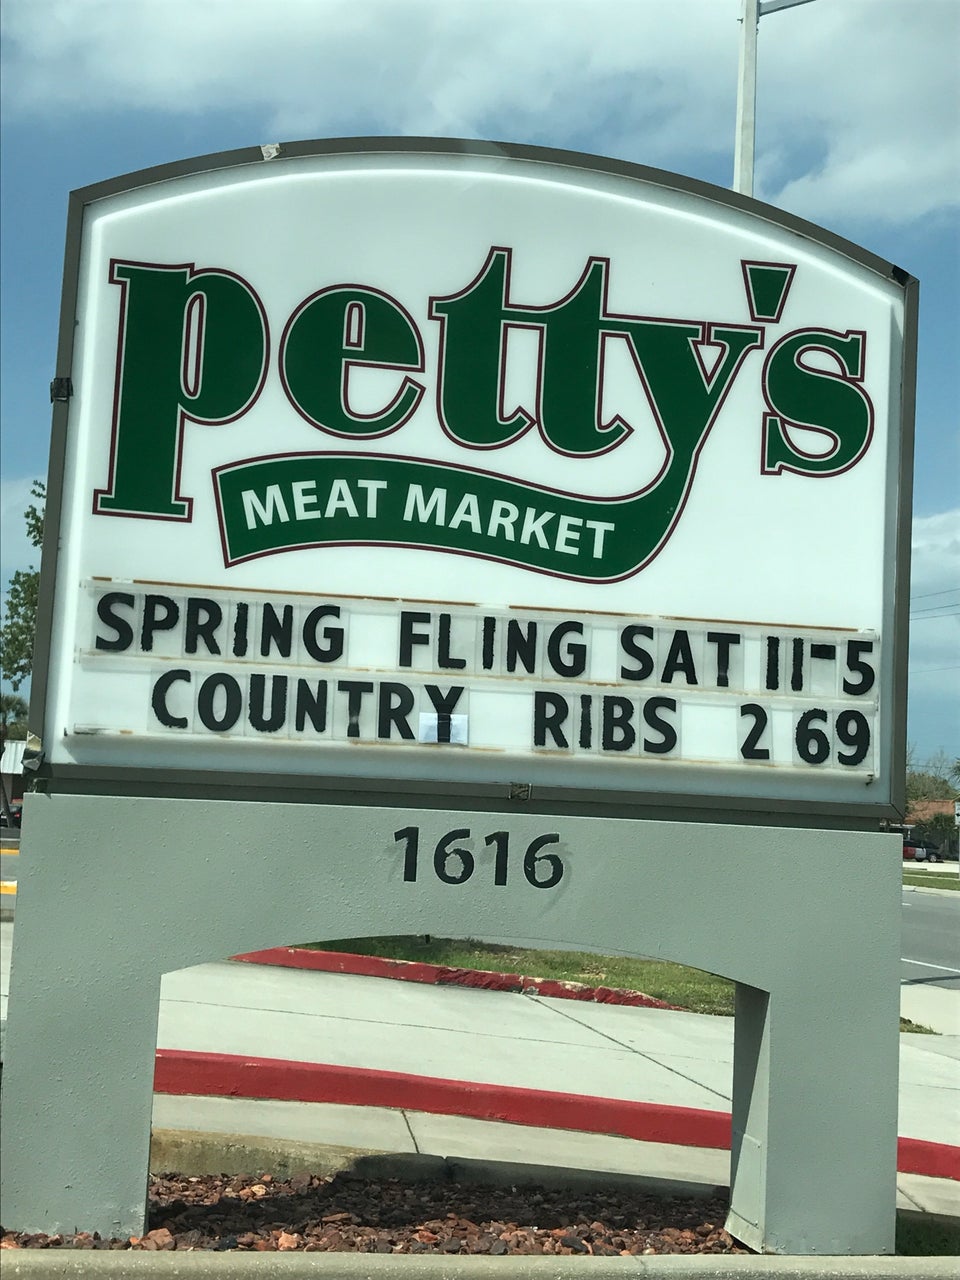 petty's
MEAT MARKET
SPRING FLING SAT 11-5
COUNTRY RIBS 2 69
1616